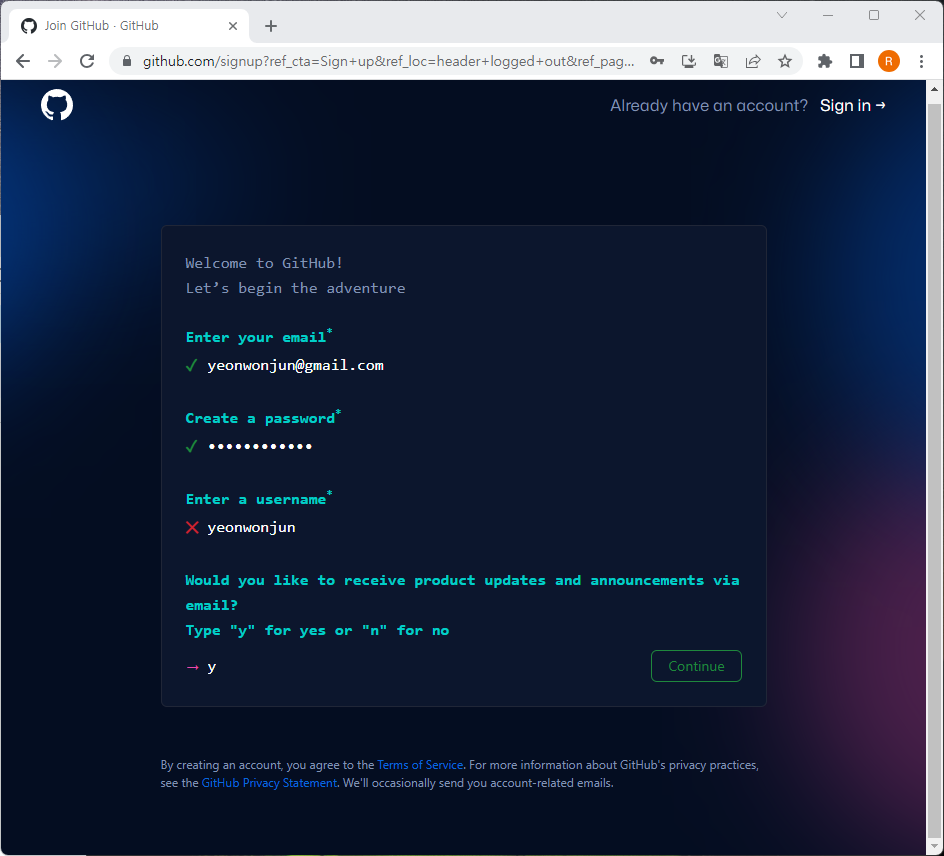 Join GitHub · GitHub
github.com/signup?ref_cta=Sign+up&ref_loc=header+logged+out&ref_pag...
R
Already have an account? Sign in →
Welcome to GitHub!
Let’s begin the adventure
Enter your email*
✓ yeonwonjun@gmail.com
Create a password*
✓ ••••••••••••
Enter a username*
✕ yeonwonjun
Would you like to receive product updates and announcements via
email?
Type "y" for yes or "n" for no
→ y
Continue
By creating an account, you agree to the Terms of Service. For more information about GitHub's privacy practices,
see the GitHub Privacy Statement. We'll occasionally send you account-related emails.